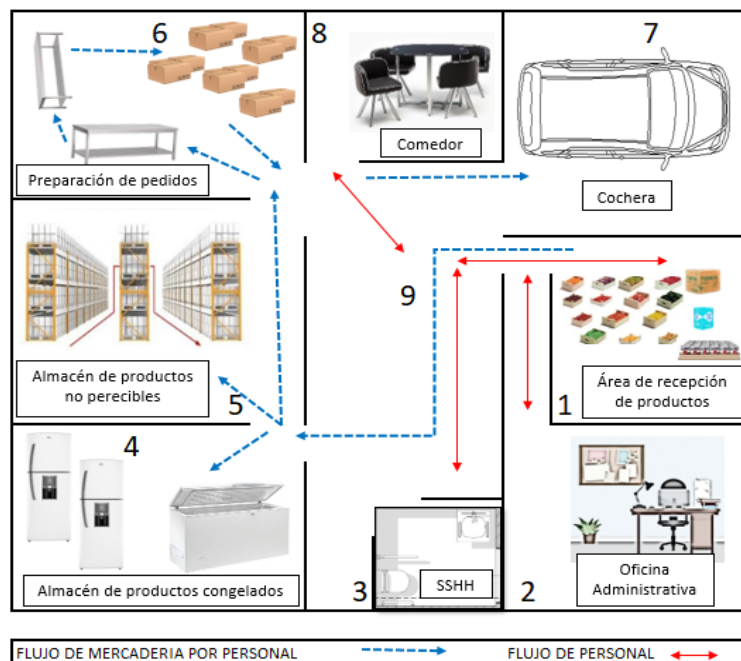 6
8
7
Comedor
Preparación de pedidos
Cochera
9
Almacén de productos
no perecibles
5
1
Área de recepción
de productos
4
Almacén de productos congelados
3
SSHH
2
Oficina
Administrativa
FLUJO DE MERCADERIA POR PERSONAL
FLUJO DE PERSONAL